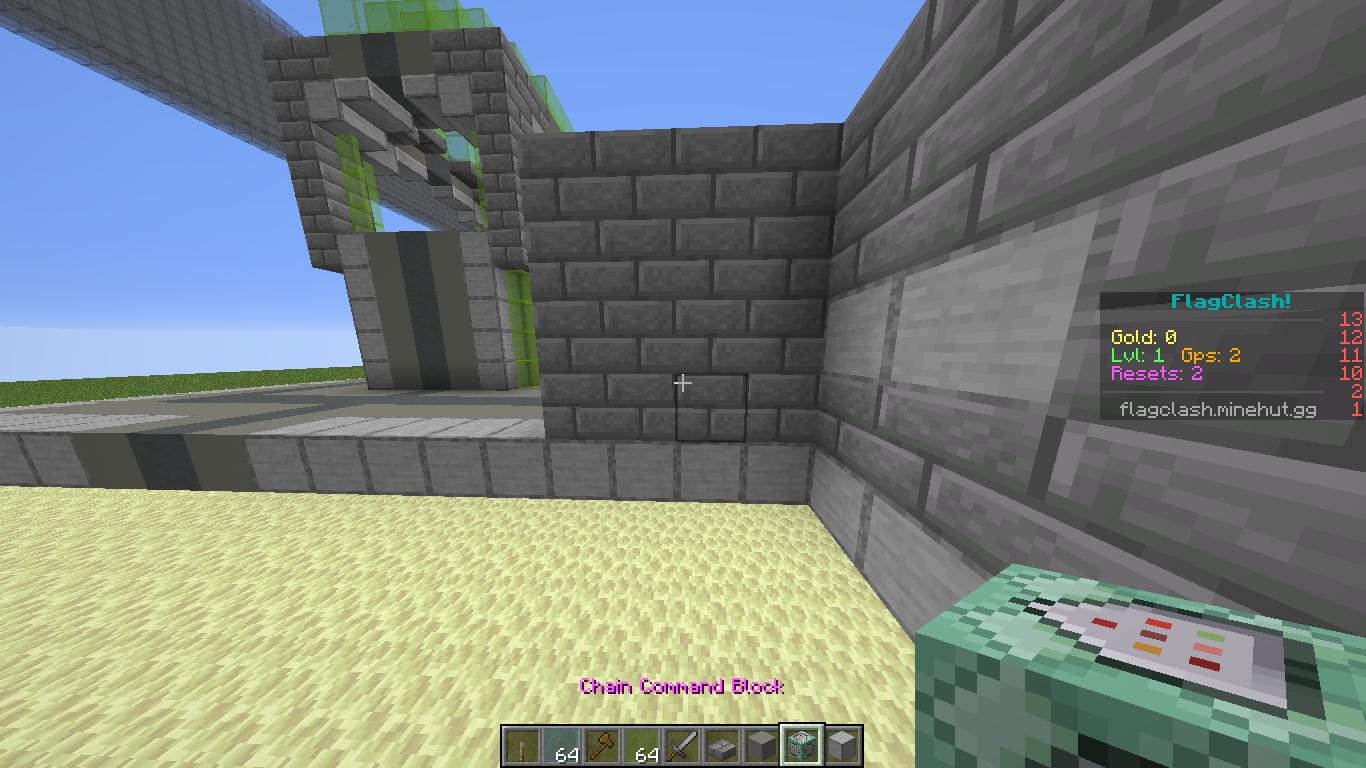 FlagClash!
13
Gold: 0 12
Lvl: 1 Gps: 2 11
Resets: 2 10
2
flagclash.minehut.gg 1
Chain Command Block
64 64